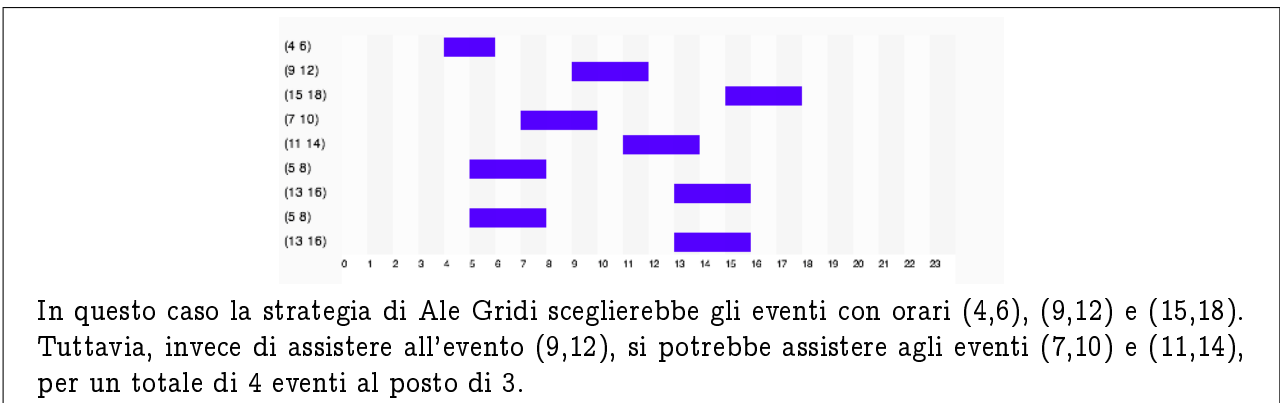 (4 6)
(9 12)
(15 18)
(7 10)
(11 14)
(5 8)
(13 16)
(5 8)
(13 16)
0 1 2 3 4 5 6 7 8 9 10 11 12 13 14 15 16 17 18 19 20 21 22 23
In questo caso la strategia di Ale Gridi sceglierebbe gli eventi con orari (4,6), (9,12) e (15,18).
Tuttavia, invece di assistere all'evento (9,12), si potrebbe assistere agli eventi (7,10) e (11,14),
per un totale di 4 eventi al posto di 3.